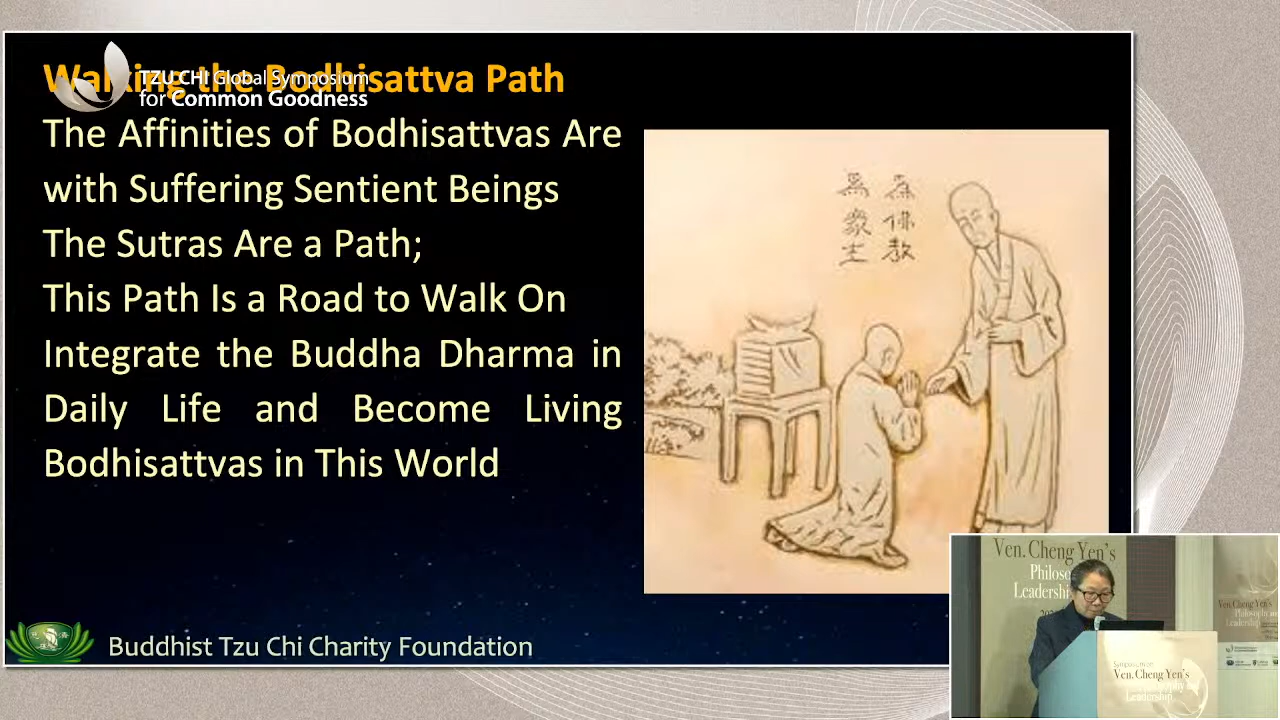 Walking the Bodhisattva Path
TZU CHI Global Symposium
for Common Goodness
The Affinities of Bodhisattvas Are
with Suffering Sentient Beings
The Sutras Are a Path;
This Path Is a Road to Walk On
Integrate the Buddha Dharma in
Daily Life and Become Living
Bodhisattvas in This World
為佛教
為眾生
Buddhist Tzu Chi Charity Foundation
Ven. Cheng Yen's
Leadership
Ven. Cheng Yen's
Philosophy
Leadership
Symposium on
Ven. Cheng Yen's
Leadership